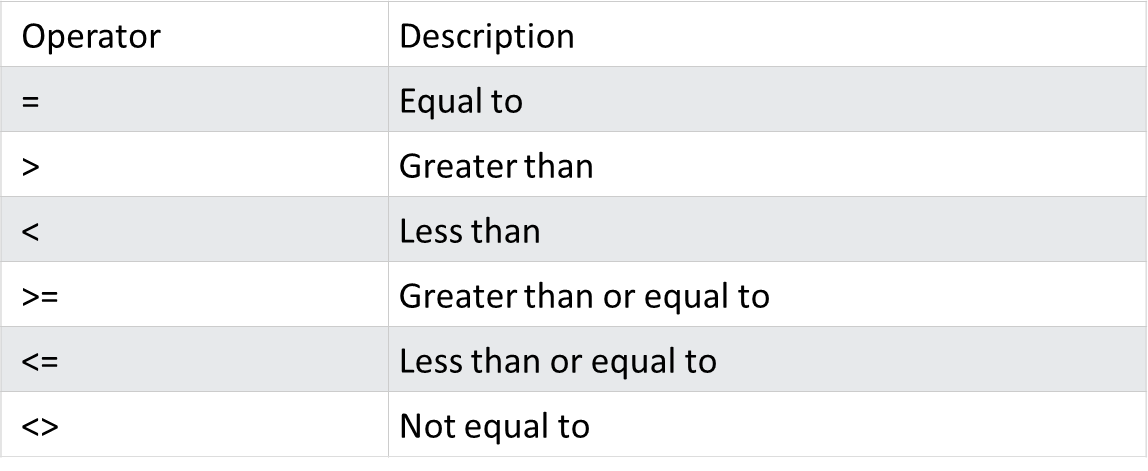 Operator Description
= Equal to
> Greater than
< Less than
>= Greater than or equal to
<= Less than or equal to
<> Not equal to